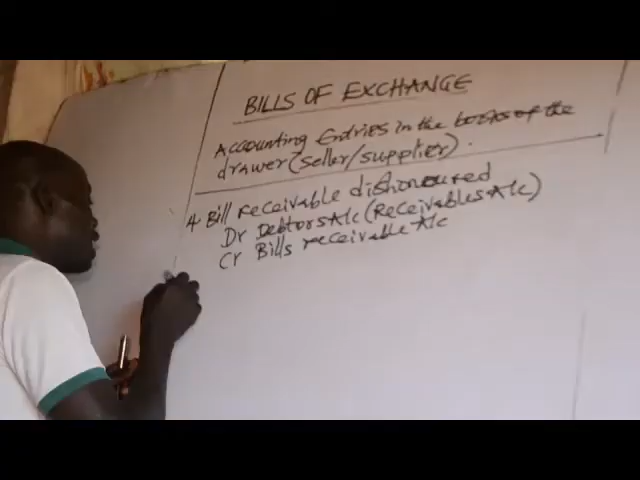 BILLS OF EXCHANGE
Accounting Entries in the books of the
drawer (seller/supplier).
4 Bill receivable dishonoured
Dr Debtors A/c (Receivables A/c)
Cr Bills receivable A/c